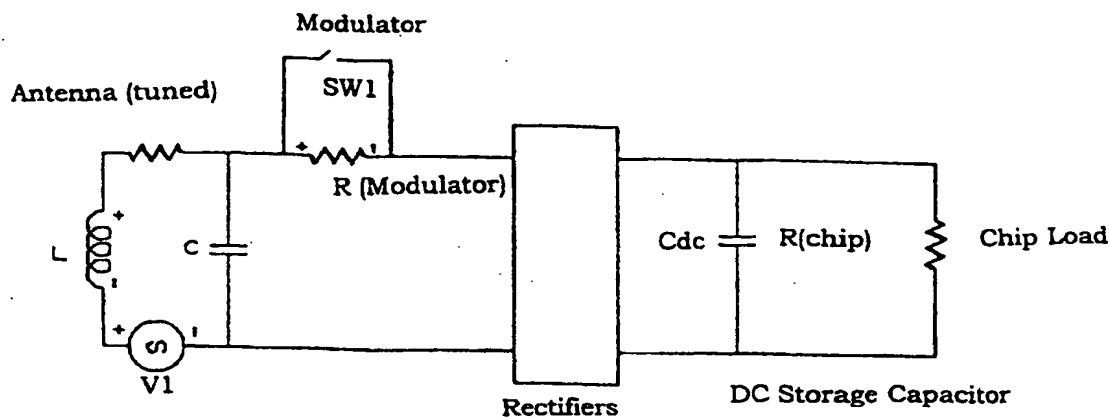 Modulator
SW1
Antenna (tuned)
R (Modulator)
L
C
Cdc
R(chip)
Chip Load
V1
S
Rectifiers
DC Storage Capacitor